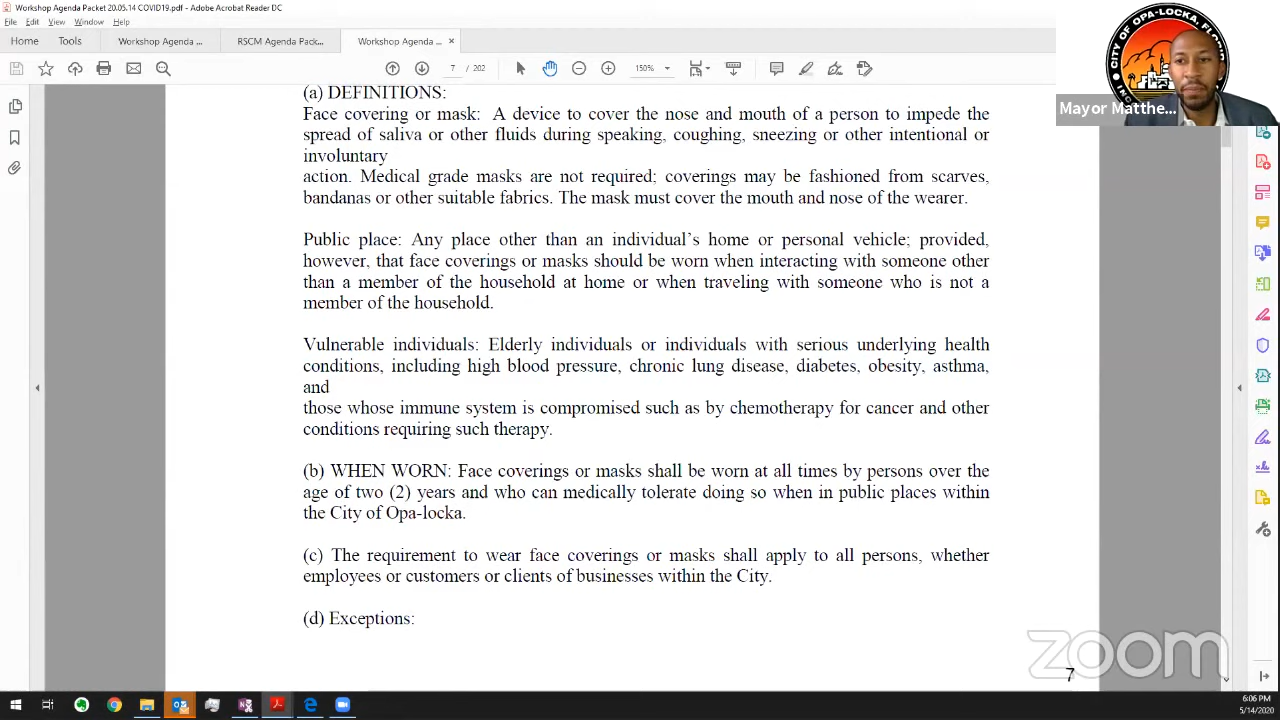 Workshop Agenda Packet 20.05.14 COVID19.pdf - Adobe Acrobat Reader DC
File Edit View Window Help
Home Tools Workshop Agenda ... RSCM Agenda Pack... Workshop Agenda ... ×
7 / 202 150%
CITY OF OPA-LOCKA, FLORIDA
Mayor Matthe...
(a) DEFINITIONS:
Face covering or mask: A device to cover the nose and mouth of a person to impede the
spread of saliva or other fluids during speaking, coughing, sneezing or other intentional or
involuntary
action. Medical grade masks are not required; coverings may be fashioned from scarves,
bandanas or other suitable fabrics. The mask must cover the mouth and nose of the wearer.
Public place: Any place other than an individual’s home or personal vehicle; provided,
however, that face coverings or masks should be worn when interacting with someone other
than a member of the household at home or when traveling with someone who is not a
member of the household.
Vulnerable individuals: Elderly individuals or individuals with serious underlying health
conditions, including high blood pressure, chronic lung disease, diabetes, obesity, asthma,
and
those whose immune system is compromised such as by chemotherapy for cancer and other
conditions requiring such therapy.
(b) WHEN WORN: Face coverings or masks shall be worn at all times by persons over the
age of two (2) years and who can medically tolerate doing so when in public places within
the City of Opa-locka.
(c) The requirement to wear face coverings or masks shall apply to all persons, whether
employees or customers or clients of businesses within the City.
(d) Exceptions:
zoom
7
6:06 PM
5/14/2020